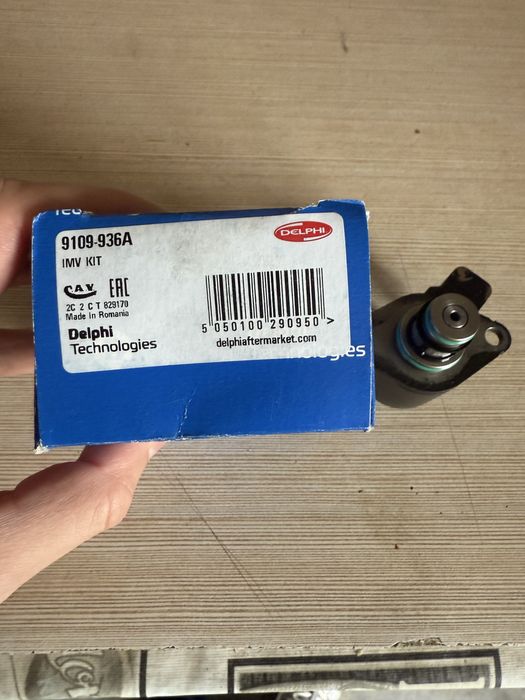 9109-936A
DELPHI
IMV KIT
C.A.V. EAC
2C 2 C T 829170
Made in Romania
Delphi
Technologies
5 050100 290950 >
delphiaftermarket.com